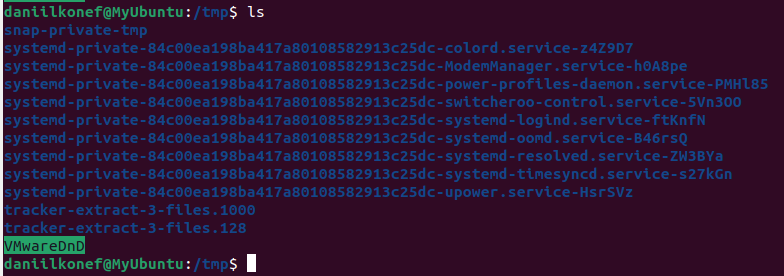 daniilkonef@MyUbuntu:/tmp$ ls
snap-private-tmp
systemd-private-84c00ea198ba417a80108582913c25dc-colord.service-z4Z9D7
systemd-private-84c00ea198ba417a80108582913c25dc-ModemManager.service-h0A8pe
systemd-private-84c00ea198ba417a80108582913c25dc-power-profiles-daemon.service-PMHl85
systemd-private-84c00ea198ba417a80108582913c25dc-switcheroo-control.service-5Vn3OO
systemd-private-84c00ea198ba417a80108582913c25dc-systemd-logind.service-ftKnfN
systemd-private-84c00ea198ba417a80108582913c25dc-systemd-oomd.service-B46rsQ
systemd-private-84c00ea198ba417a80108582913c25dc-systemd-resolved.service-ZW3BYa
systemd-private-84c00ea198ba417a80108582913c25dc-systemd-timesyncd.service-s27kGn
systemd-private-84c00ea198ba417a80108582913c25dc-upower.service-HsrSVz
tracker-extract-3-files.1000
tracker-extract-3-files.128
VMwareDnD
daniilkonef@MyUbuntu:/tmp$